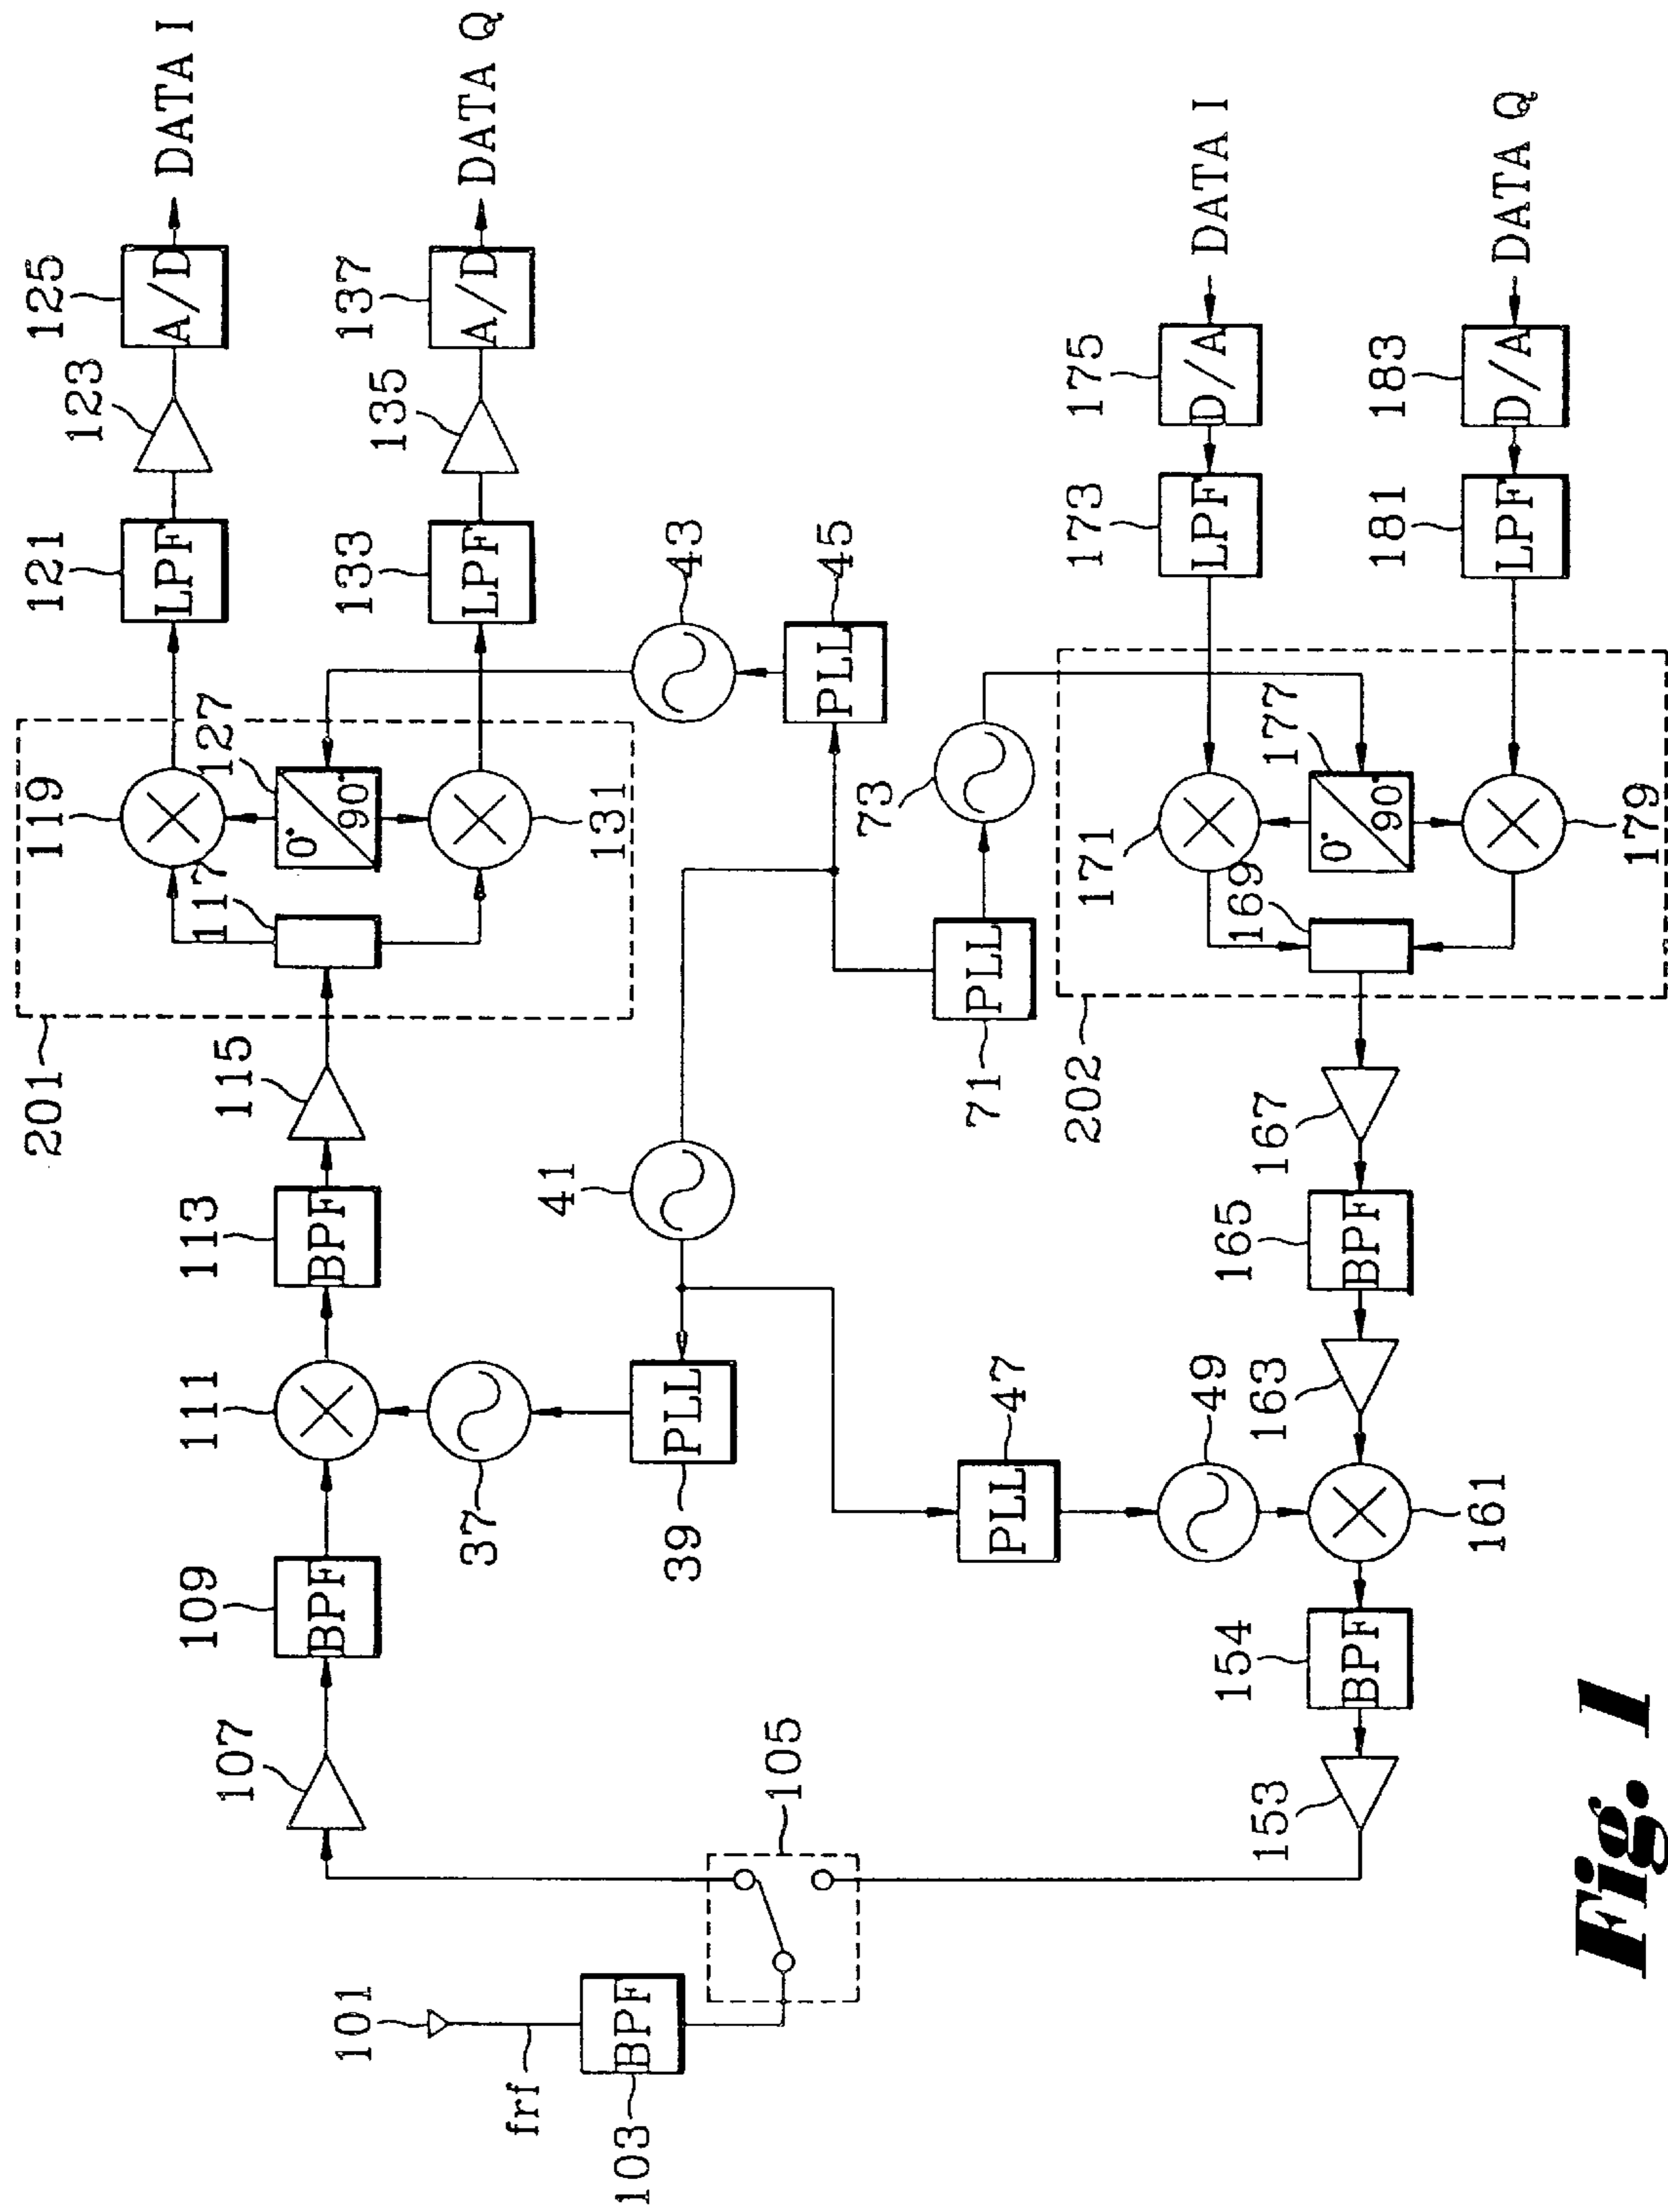 101
frf
103
BPF
105
107
109
BPF
111
37
39
PLL
113
BPF
115
201
117
119
127
0°
90°
131
121
LPF
123
125
A/D
DATA I
133
LPF
135
137
A/D
DATA Q
41
43
45
PLL
71
PLL
73
47
PLL
49
153
154
BPF
161
163
165
BPF
167
202
169
171
177
0°
90°
179
173
LPF
175
D/A
DATA I
181
LPF
183
D/A
DATA Q
Fig. 1